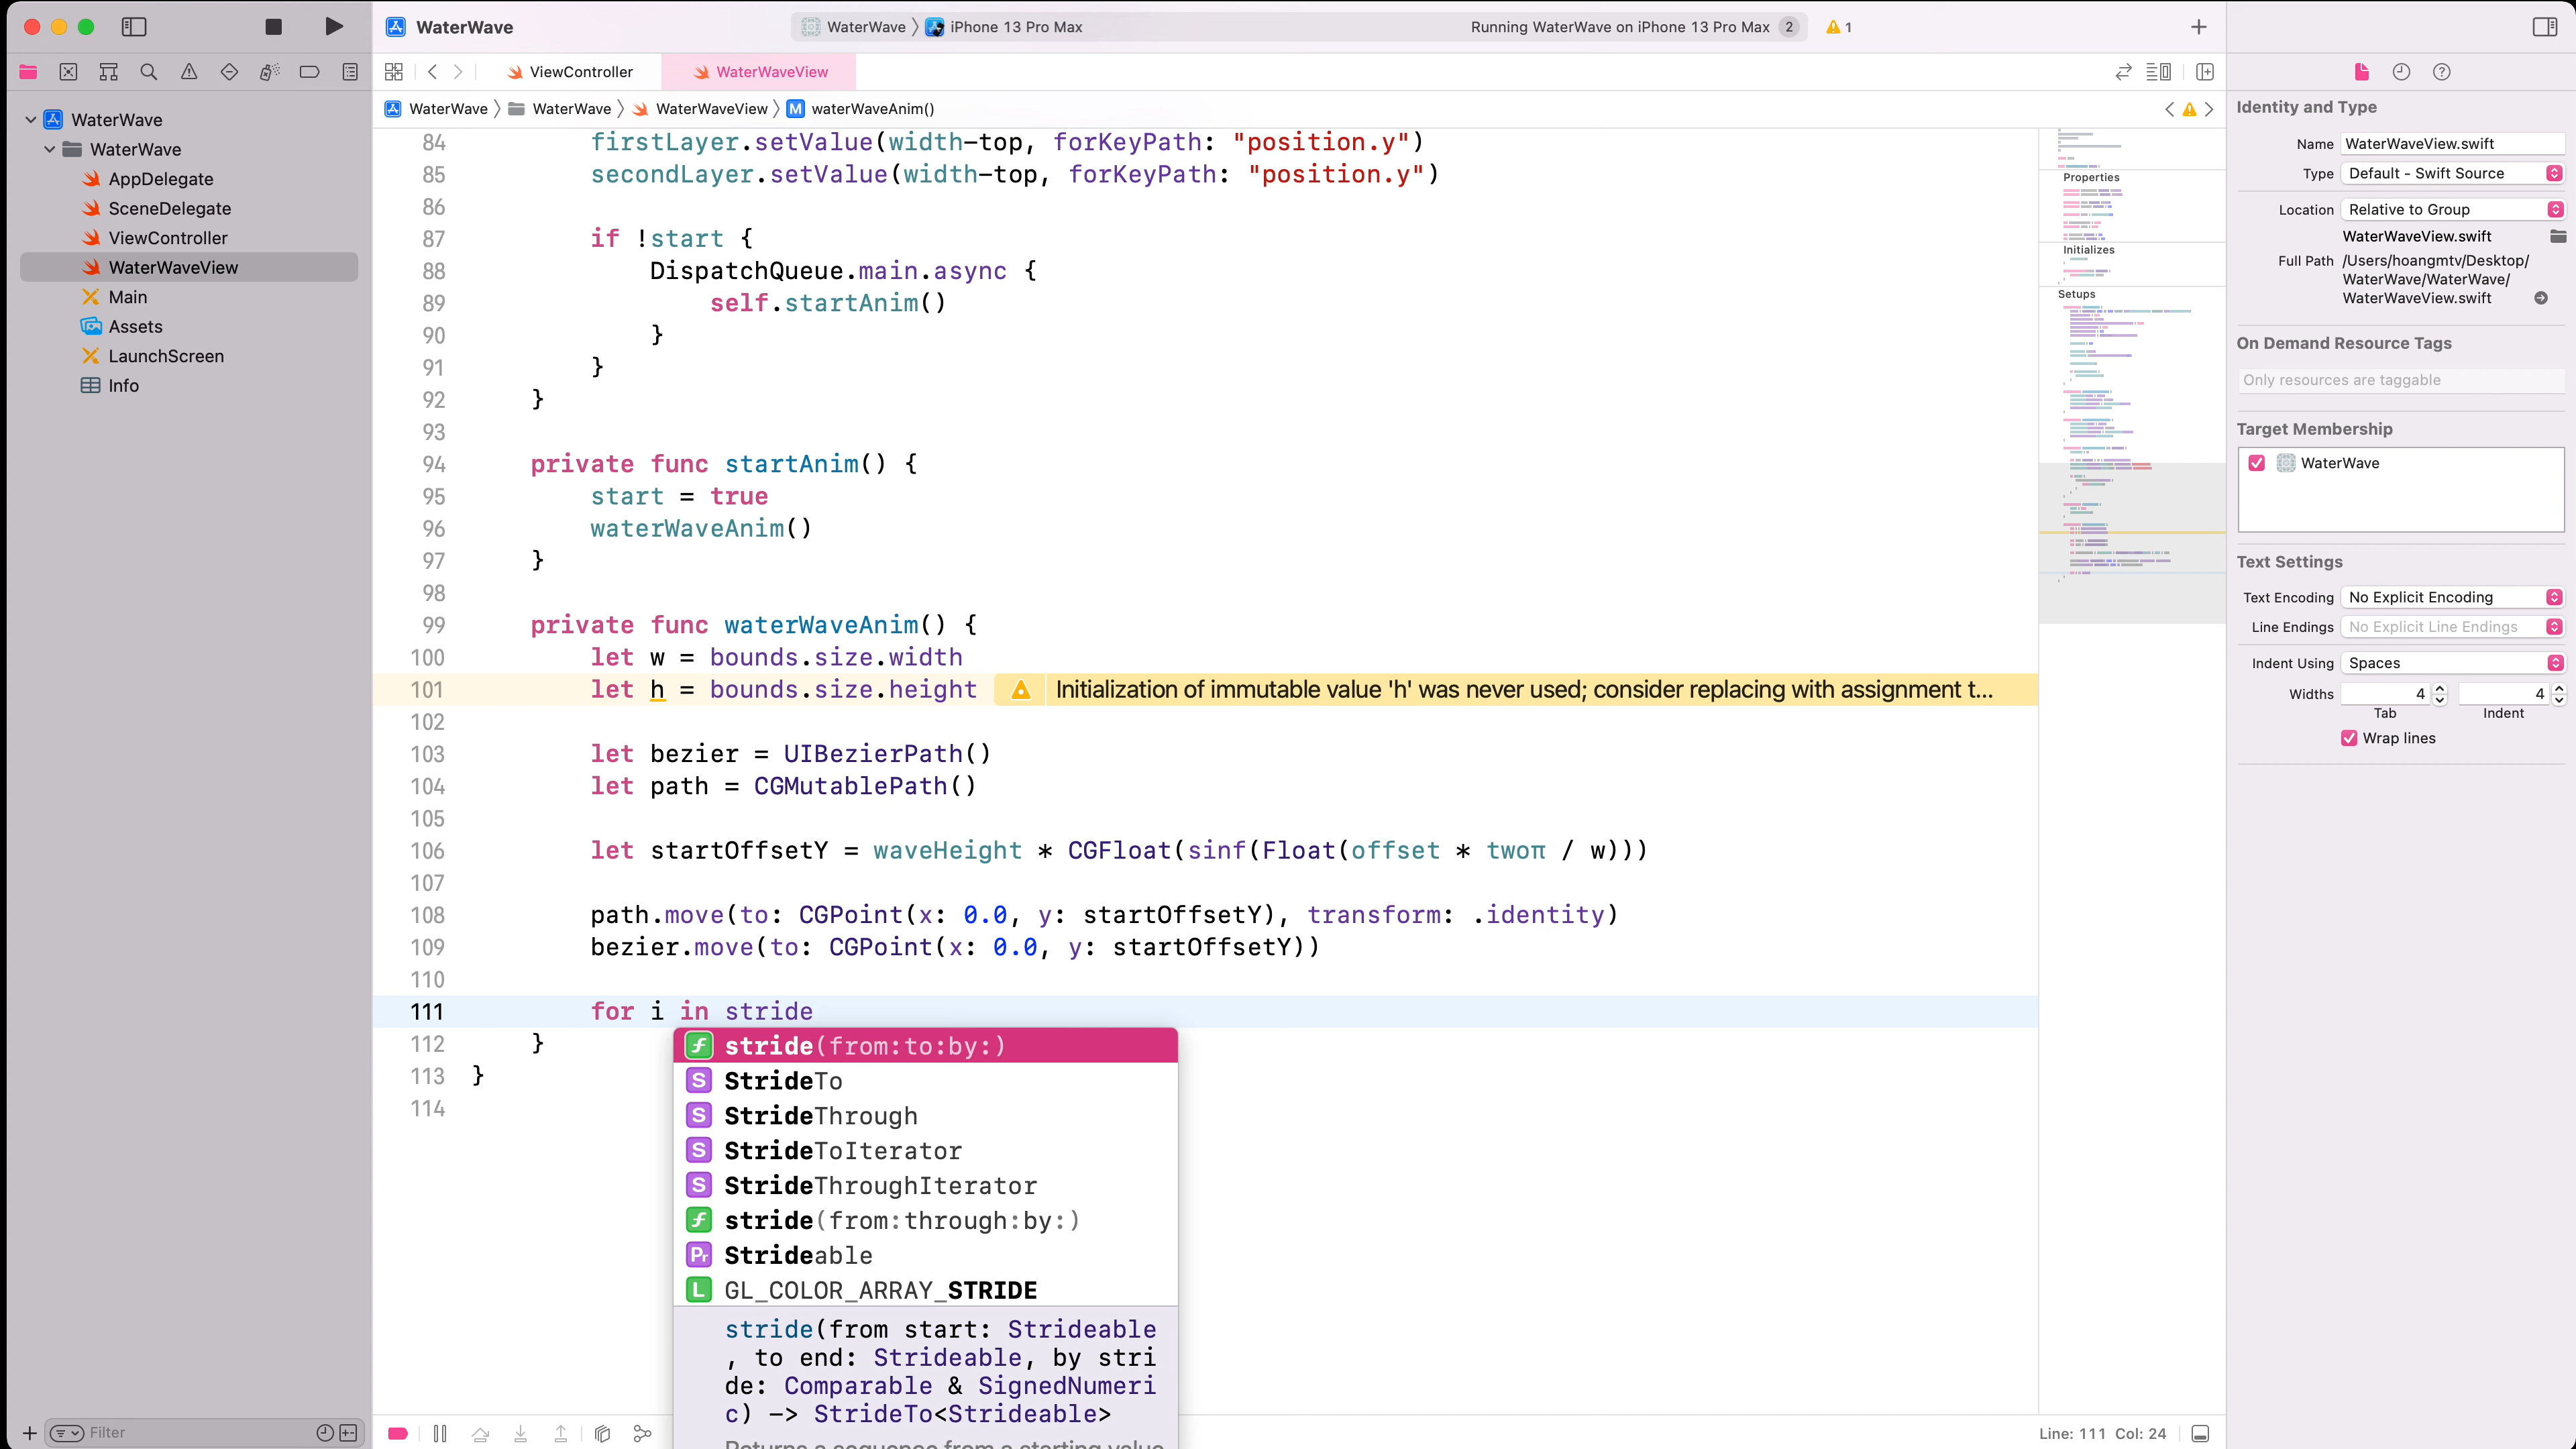 WaterWave
WaterWave
iPhone 13 Pro Max
Running WaterWave on iPhone 13 Pro Max
2
1
ViewController
WaterWaveView
WaterWave
WaterWave
WaterWaveView
M
waterWaveAnim()
WaterWave
WaterWave
AppDelegate
SceneDelegate
ViewController
WaterWaveView
Main
Assets
LaunchScreen
Info
Filter
84 firstLayer.setValue(width-top, forKeyPath: "position.y")
85 secondLayer.setValue(width-top, forKeyPath: "position.y")
86
87 if !start {
88 DispatchQueue.main.async {
89 self.startAnim()
90 }
91 }
92 }
93
94 private func startAnim() {
95 start = true
96 waterWaveAnim()
97 }
98
99 private func waterWaveAnim() {
100 let w = bounds.size.width
101 let h = bounds.size.height Initialization of immutable value 'h' was never used; consider replacing with assignment t...
102
103 let bezier = UIBezierPath()
104 let path = CGMutablePath()
105
106 let startOffsetY = waveHeight * CGFloat(sinf(Float(offset * twoπ / w)))
107
108 path.move(to: CGPoint(x: 0.0, y: startOffsetY), transform: .identity)
109 bezier.move(to: CGPoint(x: 0.0, y: startOffsetY))
110
111 for i in stride
112 }
113 }
114
f stride(from:to:by:)
S StrideTo
S StrideThrough
S StrideToIterator
S StrideThroughIterator
f stride(from:through:by:)
Pr Strideable
L GL_COLOR_ARRAY_STRIDE
stride(from start: Strideable
, to end: Strideable, by stri
de: Comparable & SignedNumeri
c) -> StrideTo<Strideable>
Returns a sequence from a starting value
Properties
Initializes
Setups
Line: 111 Col: 24
Identity and Type
Name WaterWaveView.swift
Type Default - Swift Source
Location Relative to Group
WaterWaveView.swift
Full Path /Users/hoangmtv/Desktop/
WaterWave/WaterWave/
WaterWaveView.swift
On Demand Resource Tags
Only resources are taggable
Target Membership
WaterWave
Text Settings
Text Encoding No Explicit Encoding
Line Endings No Explicit Line Endings
Indent Using Spaces
Widths 4 4
Tab Indent
Wrap lines